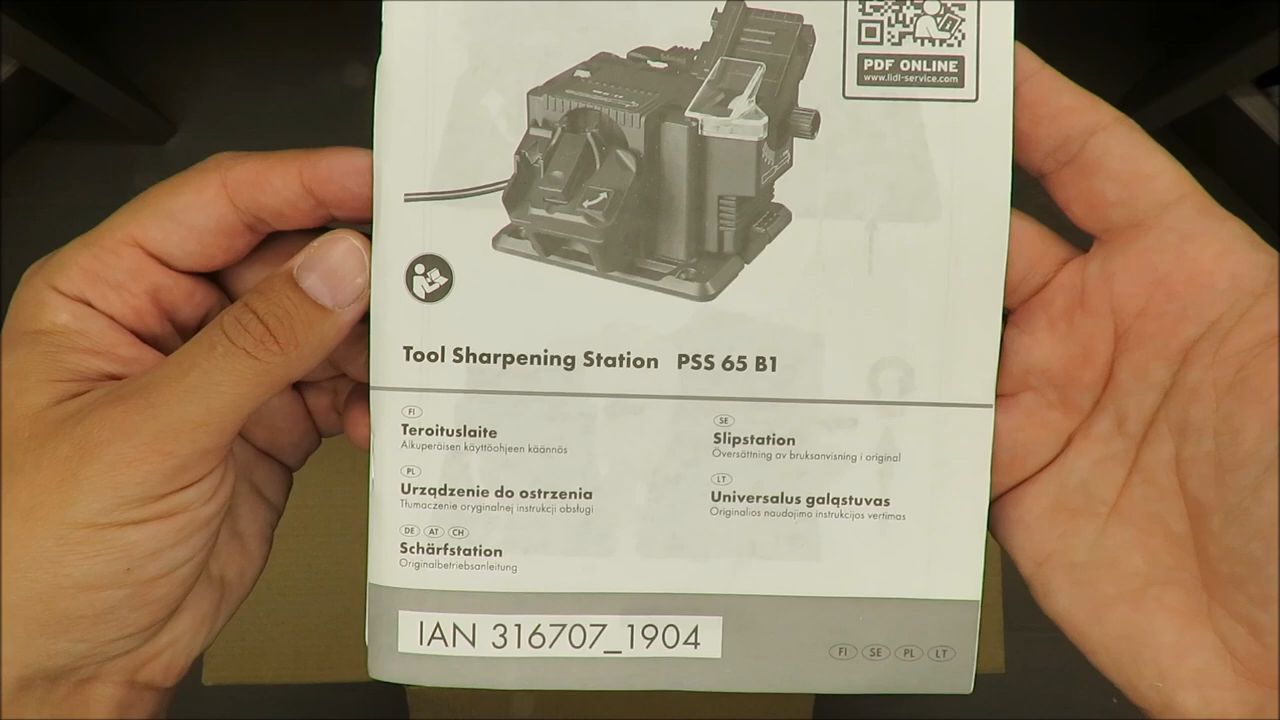 PDF ONLINE
www.lidl-service.com
Tool Sharpening Station PSS 65 B1
FI
Teroituslaite
Alkuperäisen käyttöohjeen käännös
SE
Slipstation
Översättning av bruksanvisning i original
PL
Urządzenie do ostrzenia
Tłumaczenie oryginalnej instrukcji obsługi
LT
Universalus galąstuvas
Originalios naudojimo instrukcijos vertimas
DE AT CH
Schärfstation
Originalbetriebsanleitung
IAN 316707_1904
FI SE PL LT